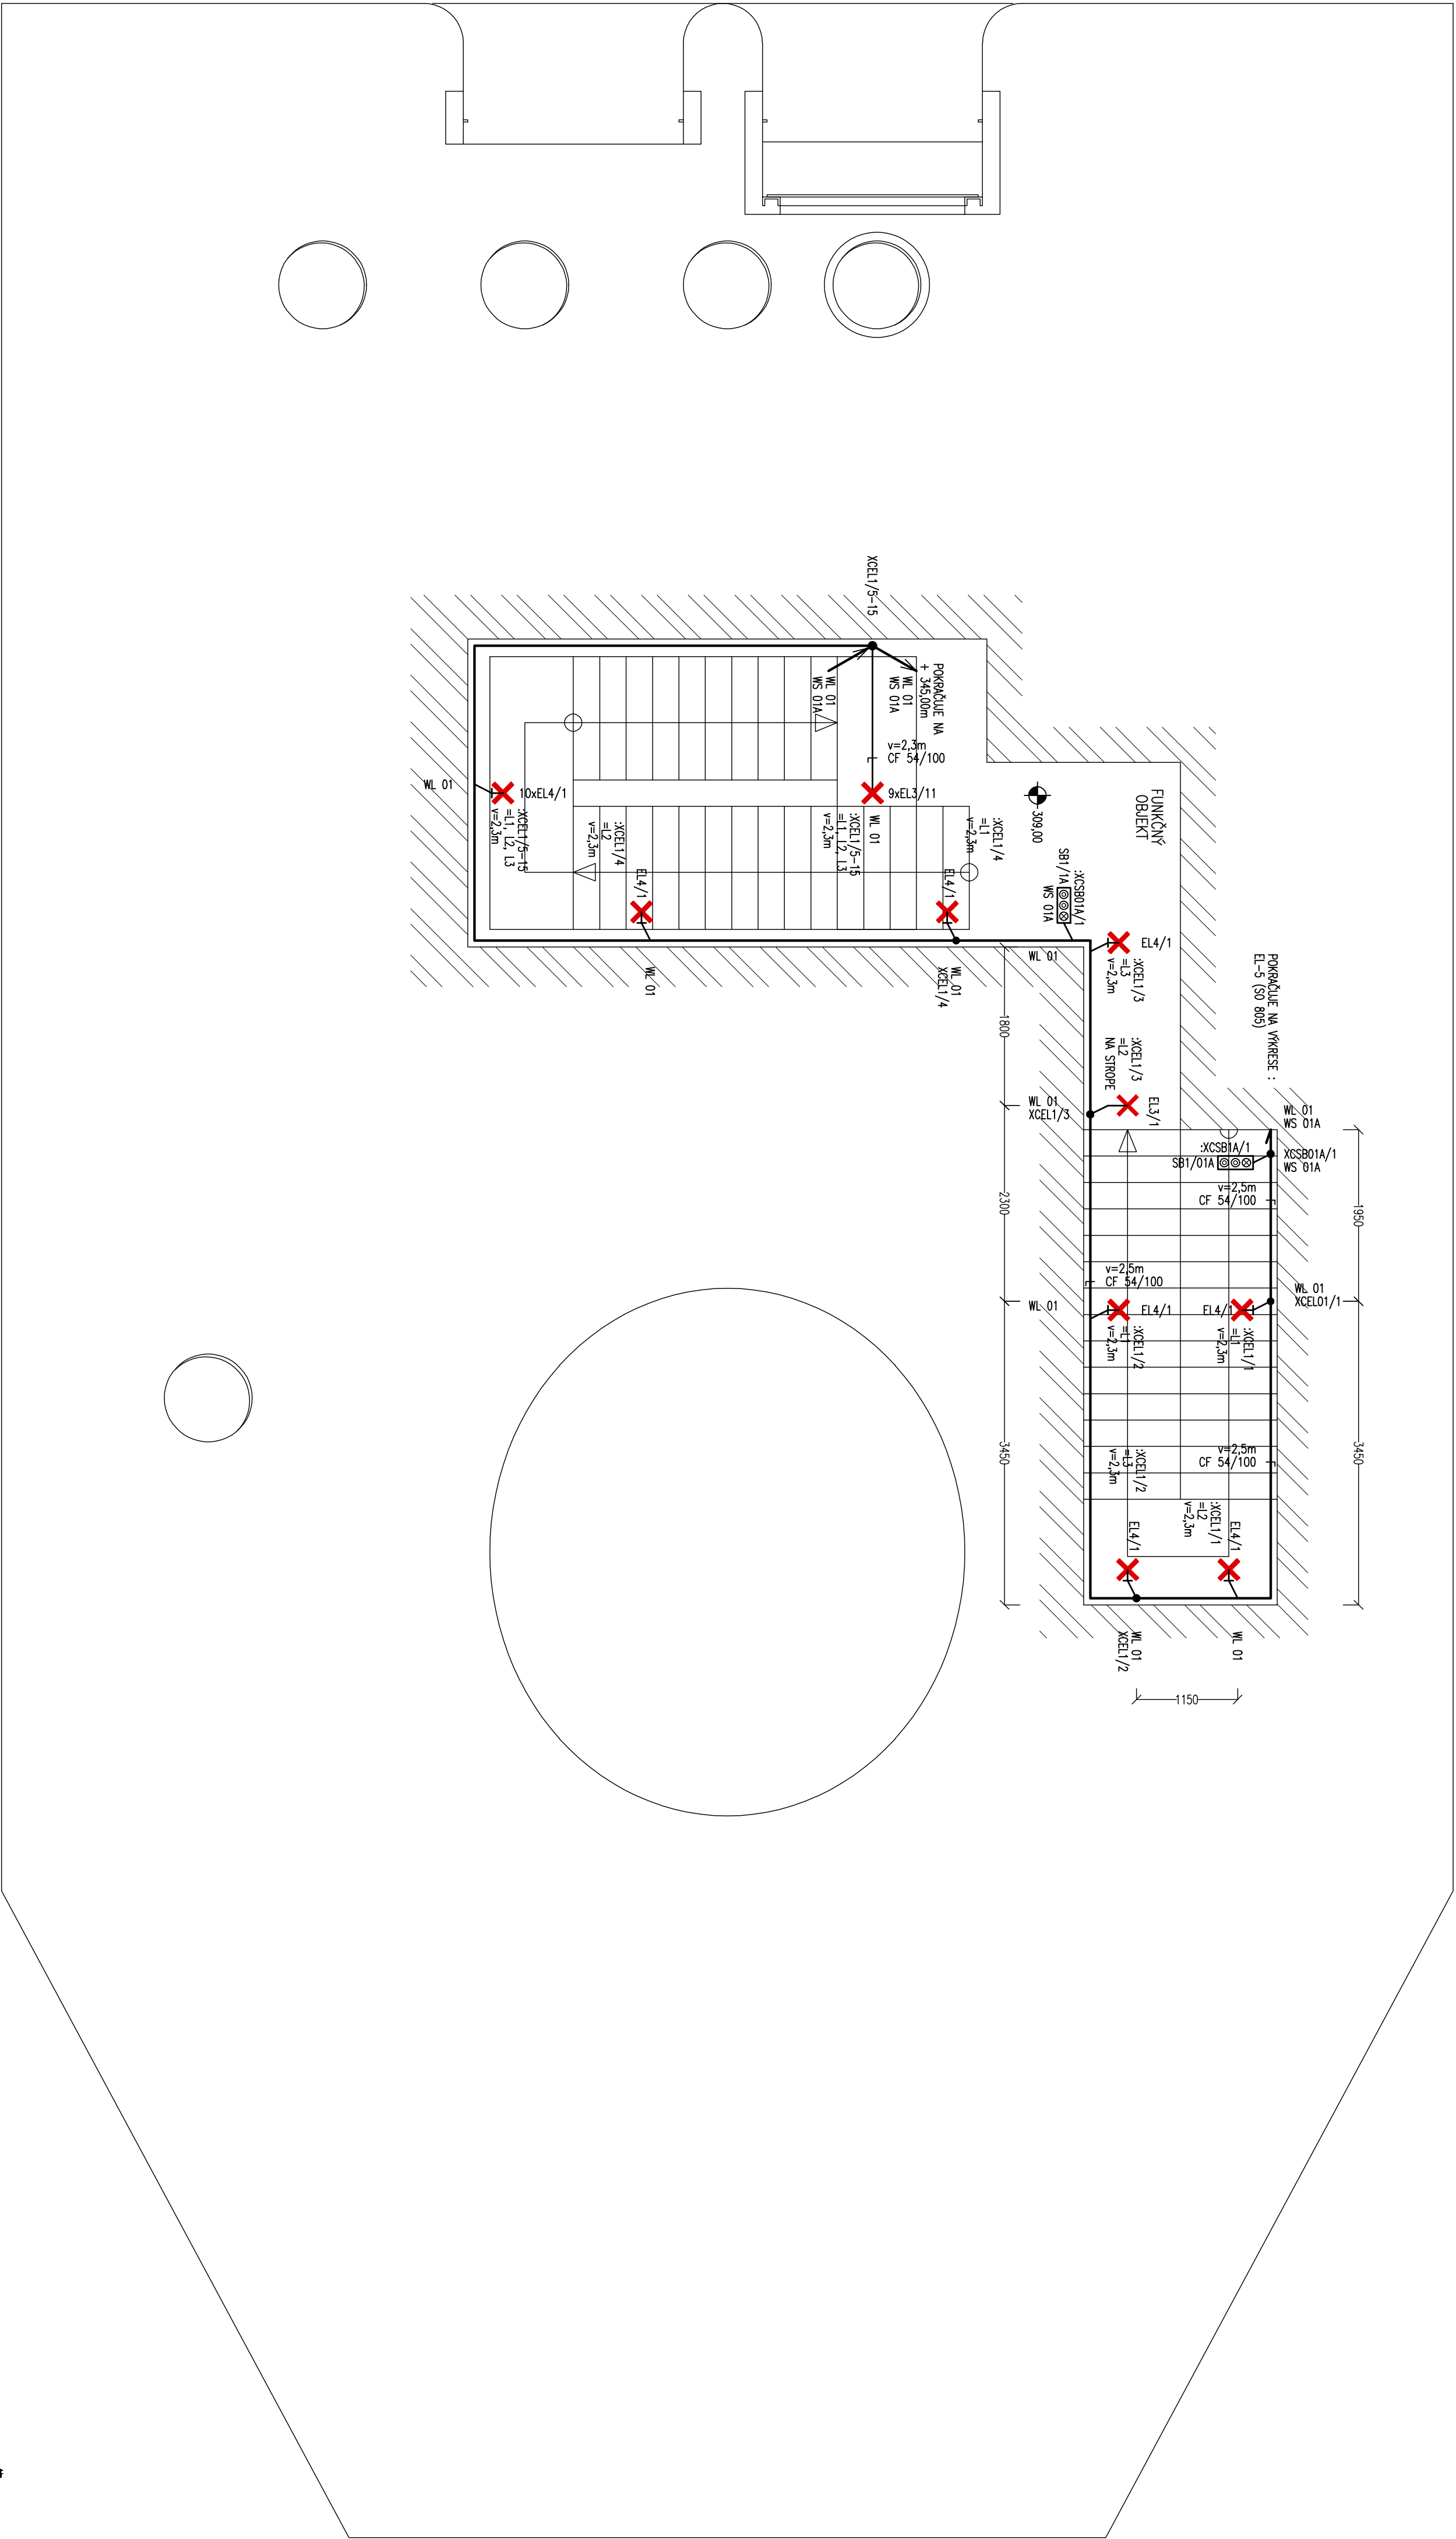 XCEL1/5-15
POKRAČUJE NA
+ 345,00m
WL 01
WS 01A
WL 01
WS 01A
v=2,3m
CF 54/100
WL 01
10xEL4/1
:XCEL1/5-15
=L1, L2, L3
v=2,3m
9xEL3/11
WL 01
:XCEL1/5-15
=L1, L2, L3
v=2,3m
:XCEL1/4
=L2
v=2,3m
EL4/1
:XCEL1/4
=L1
v=2,3m
EL4/1
309,00
FUNKČNÝ
OBJEKT
:XCSB01A/1
SB1/1A
WS 01A
EL4/1
:XCEL1/3
=L3
v=2,3m
WL 01
WL 01
XCEL1/4
WL 01
1800
:XCEL1/3
=L2
NA STROPE
EL3/1
WL 01
XCEL1/3
POKRAČUJE NA VÝKRESE :
EL-5 (SO 805)
WL 01
WS 01A
XCSB01A/1
WS 01A
:XCSB1A/1
SB1/01A
v=2,5m
CF 54/100
1950
2300
v=2,5m
CF 54/100
WL 01
XCEL01/1
WL 01
EL4/1
:XCEL1/2
=L1
v=2,3m
EL4/1
:XCEL1/1
=L1
v=2,3m
3450
3450
v=2,5m
CF 54/100
:XCEL1/2
=L3
v=2,3m
EL4/1
:XCEL1/1
=L2
v=2,3m
EL4/1
WL 01
XCEL1/2
WL 01
1150